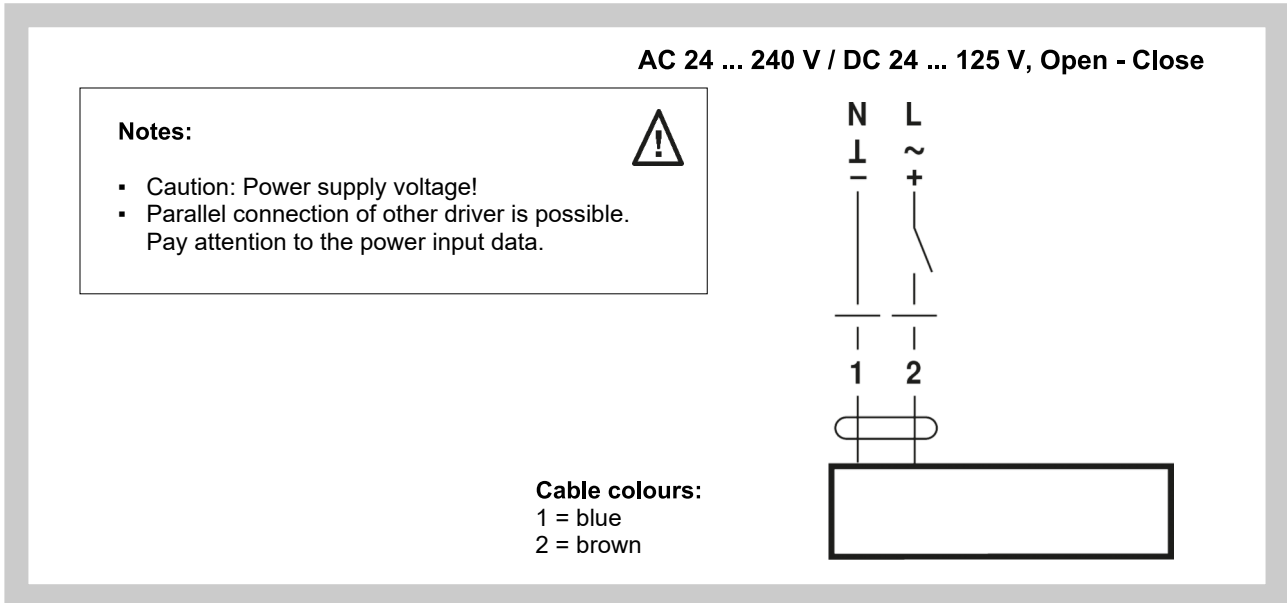 AC 24 ... 240 V / DC 24 ... 125 V, Open - Close
Notes:
▪ Caution: Power supply voltage!
▪ Parallel connection of other driver is possible.
Pay attention to the power input data.
N L
⊥ ~
– +
1 2
Cable colours:
1 = blue
2 = brown